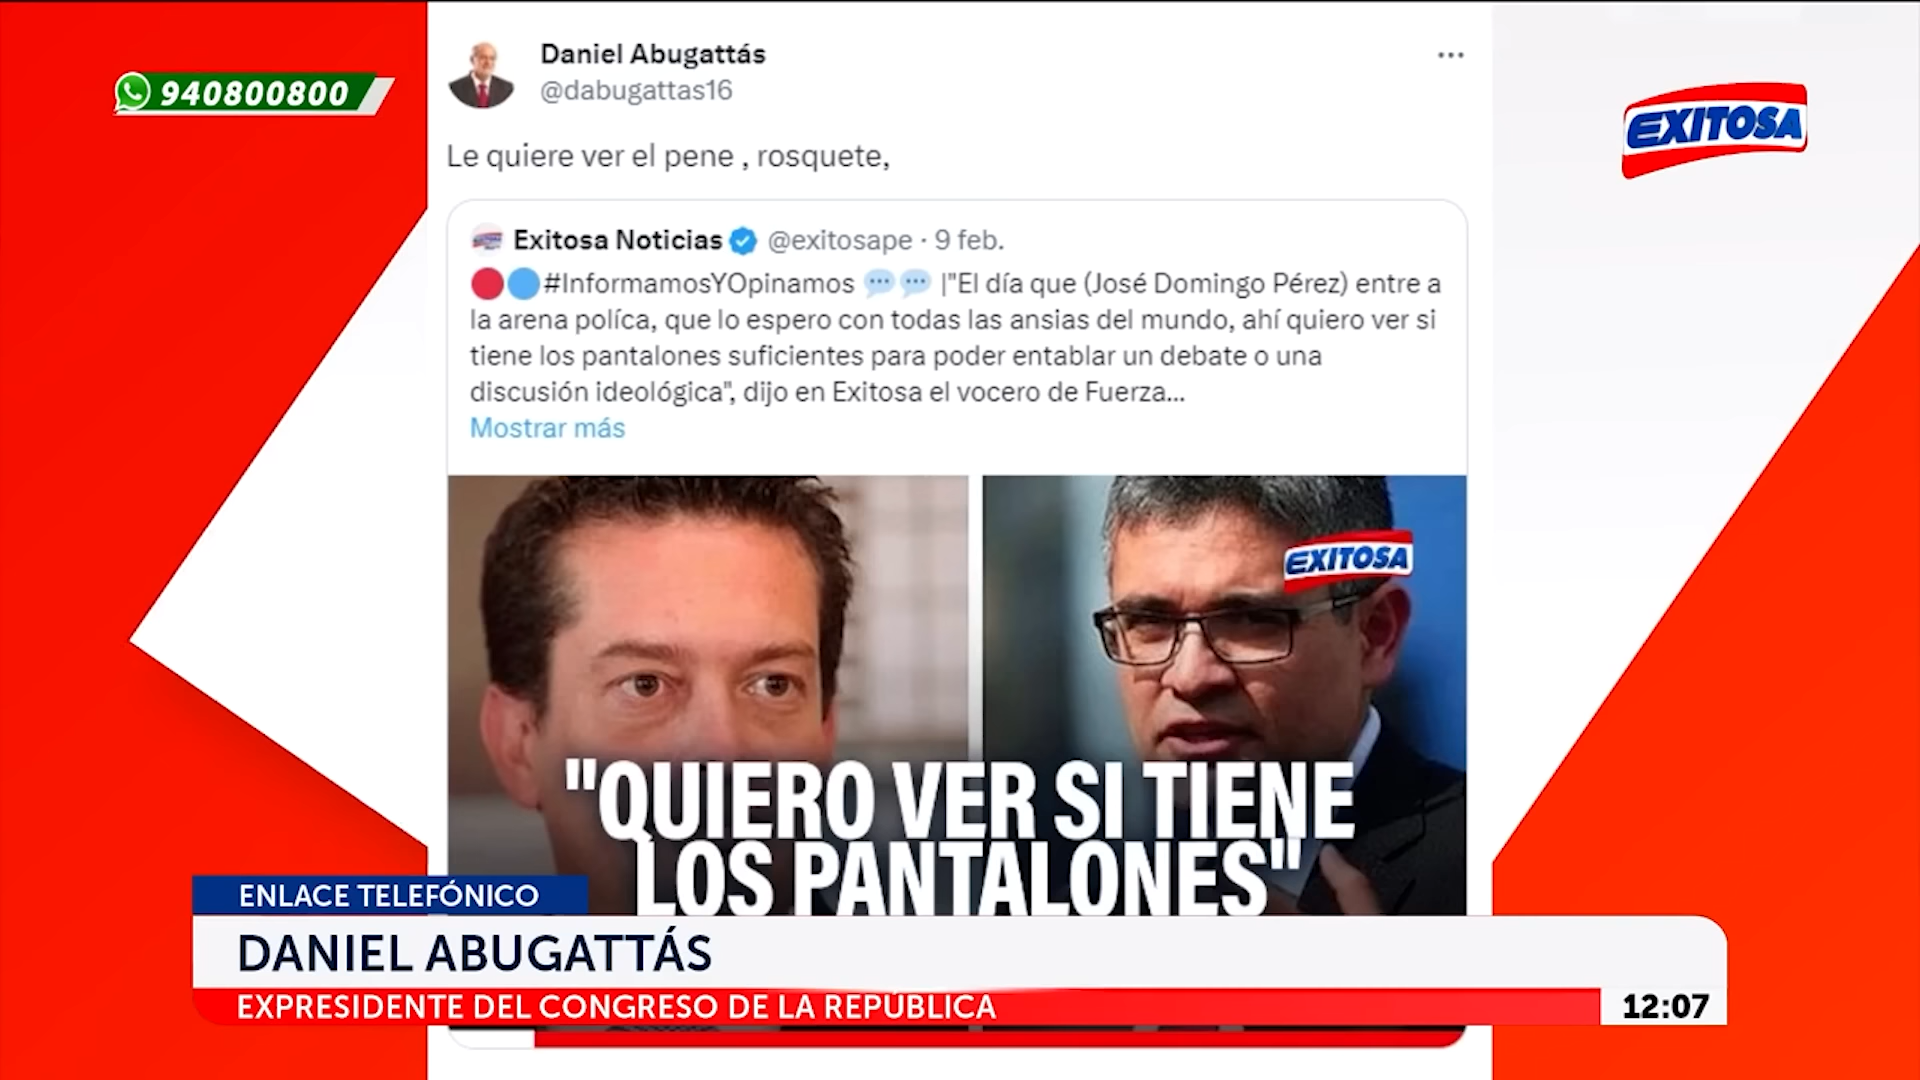 940800800
EXITOSA
Daniel Abugattás
@dabugattas16
Le quiere ver el pene , rosquete,
Exitosa Noticias @exitosape · 9 feb.
#InformamosYOpinamos |"El día que (José Domingo Pérez) entre a
la arena políca, que lo espero con todas las ansias del mundo, ahí quiero ver si
tiene los pantalones suficientes para poder entablar un debate o una
discusión ideológica", dijo en Exitosa el vocero de Fuerza...
Mostrar más
EXITOSA
"QUIERO VER SI TIENE
LOS PANTALONES"
ENLACE TELEFÓNICO
DANIEL ABUGATTÁS
EXPRESIDENTE DEL CONGRESO DE LA REPÚBLICA
12:07